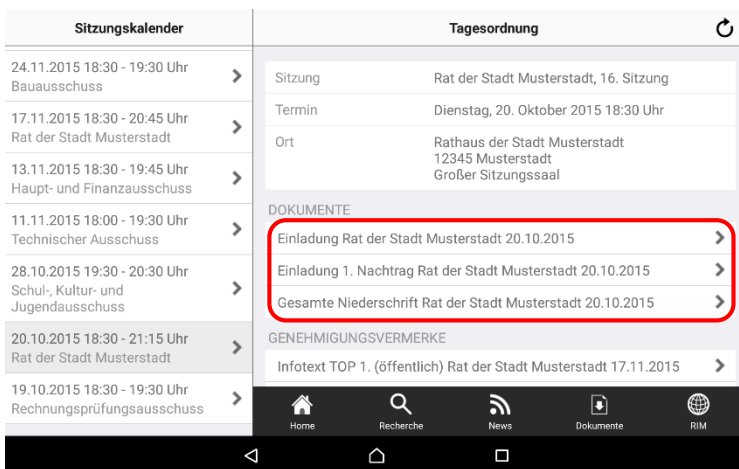 Sitzungskalender
24.11.2015 18:30 - 19:30 Uhr
Bauausschuss
17.11.2015 18:30 - 20:45 Uhr
Rat der Stadt Musterstadt
13.11.2015 18:30 - 19:45 Uhr
Haupt- und Finanzausschuss
11.11.2015 18:00 - 19:30 Uhr
Technischer Ausschuss
28.10.2015 19:30 - 20:30 Uhr
Schul-, Kultur- und
Jugendausschuss
20.10.2015 18:30 - 21:15 Uhr
Rat der Stadt Musterstadt
19.10.2015 18:30 - 19:30 Uhr
Rechnungsprüfungsausschuss
Tagesordnung
Sitzung Rat der Stadt Musterstadt, 16. Sitzung
Termin Dienstag, 20. Oktober 2015 18:30 Uhr
Ort Rathaus der Stadt Musterstadt
12345 Musterstadt
Großer Sitzungssaal
DOKUMENTE
Einladung Rat der Stadt Musterstadt 20.10.2015
Einladung 1. Nachtrag Rat der Stadt Musterstadt 20.10.2015
Gesamte Niederschrift Rat der Stadt Musterstadt 20.10.2015
GENEHMIGUNGSVERMERKE
Infotext TOP 1. (öffentlich) Rat der Stadt Musterstadt 17.11.2015
Home Recherche News Dokumente RIM